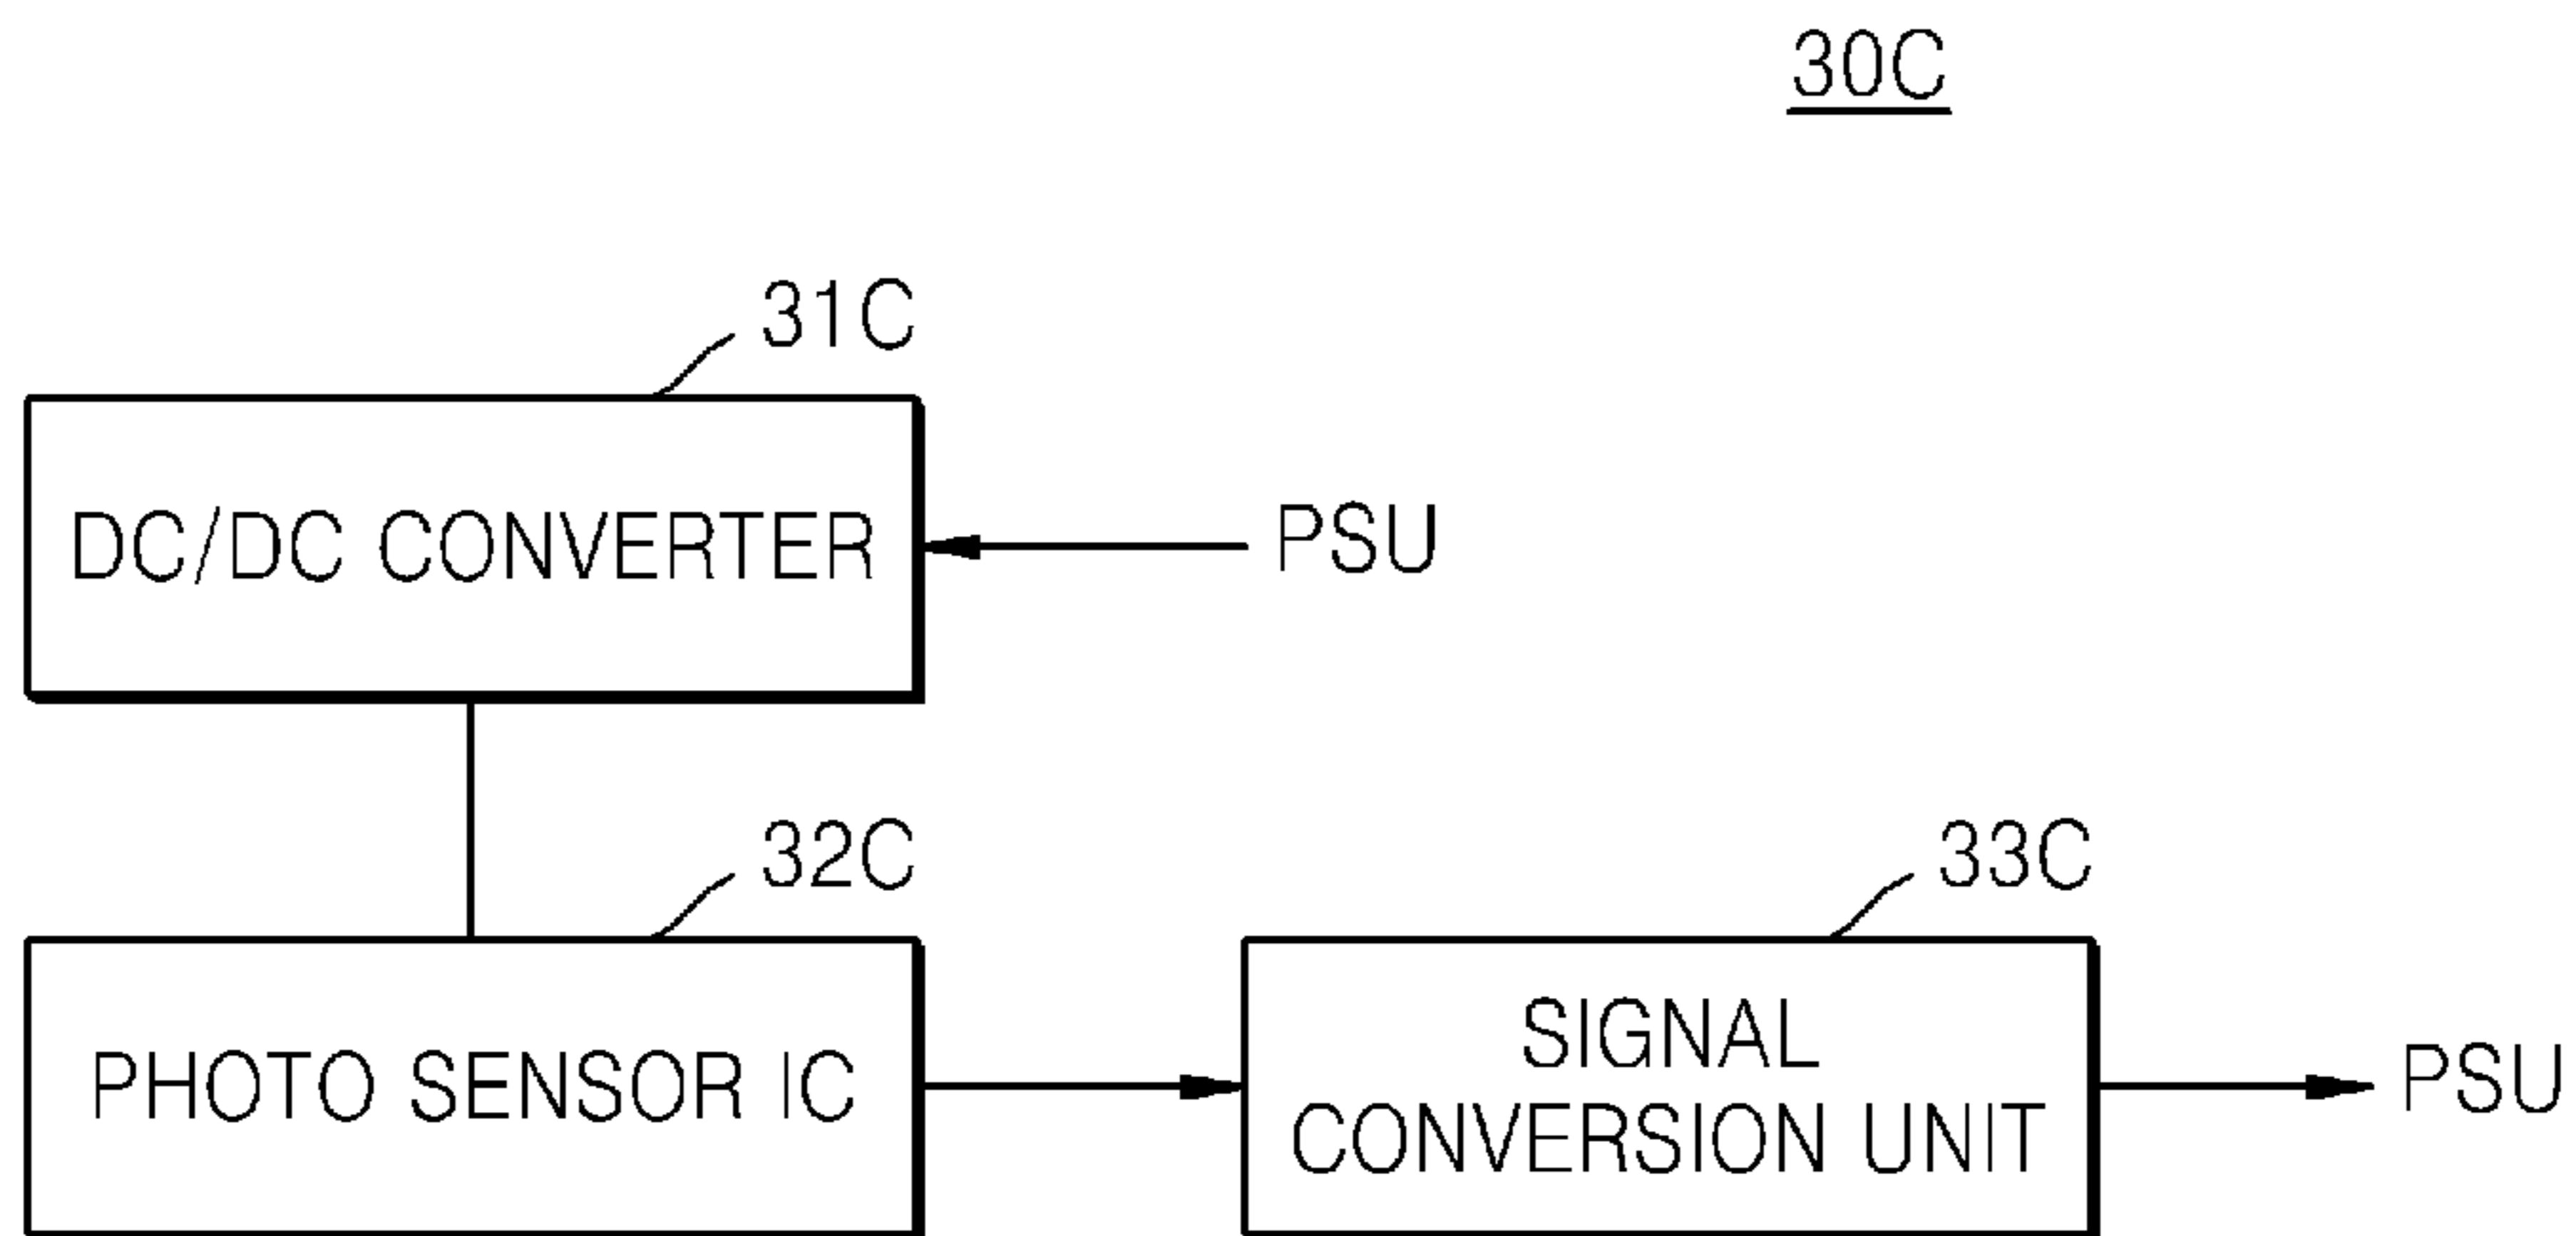 30C
31C
DC/DC CONVERTER
PSU
32C
33C
PHOTO SENSOR IC
SIGNAL
CONVERSION UNIT
PSU